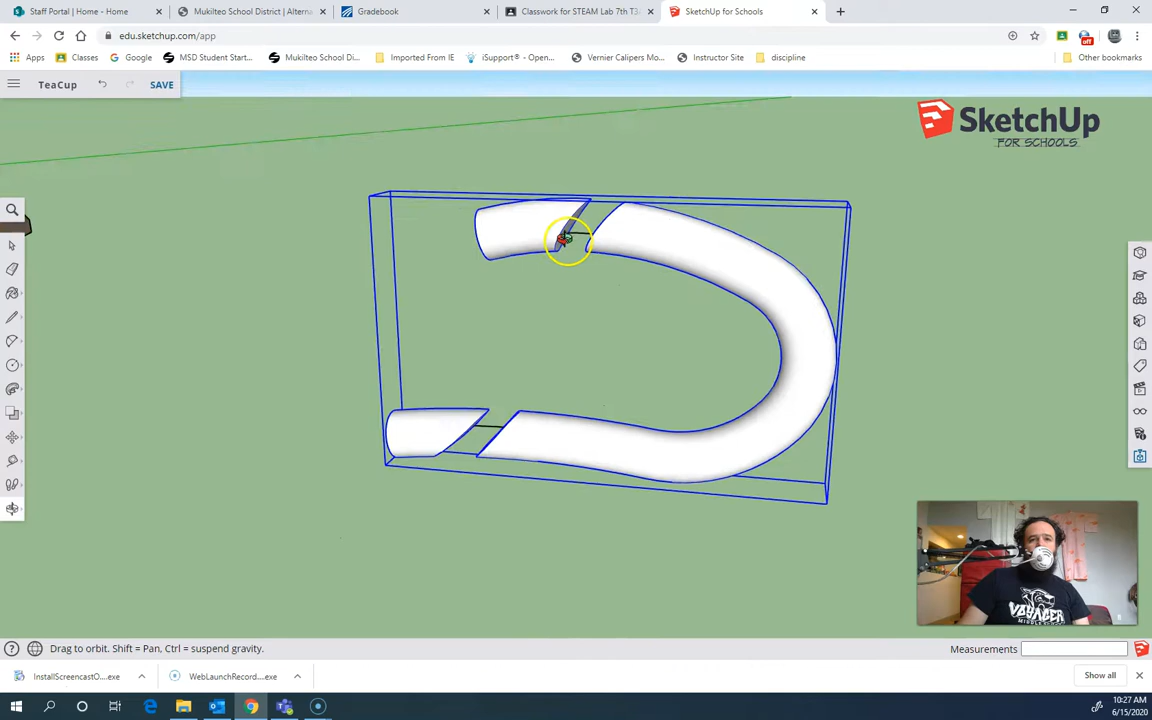 Staff Portal | Home - Home
Mukilteo School District | Alterna
Gradebook
Classwork for STEAM Lab 7th T3
SketchUp for Schools
edu.sketchup.com/app
Apps
Classes
Google
MSD Student Start...
Mukilteo School Di...
Imported From IE
iSupport® - Open...
Vernier Calipers Mo...
Instructor Site
discipline
Other bookmarks
off
TeaCup
SAVE
SketchUp
FOR SCHOOLS
VOYAGER
Drag to orbit. Shift = Pan, Ctrl = suspend gravity.
Measurements
InstallScreencastO....exe
WebLaunchRecord....exe
Show all
10:27 AM
6/15/2020